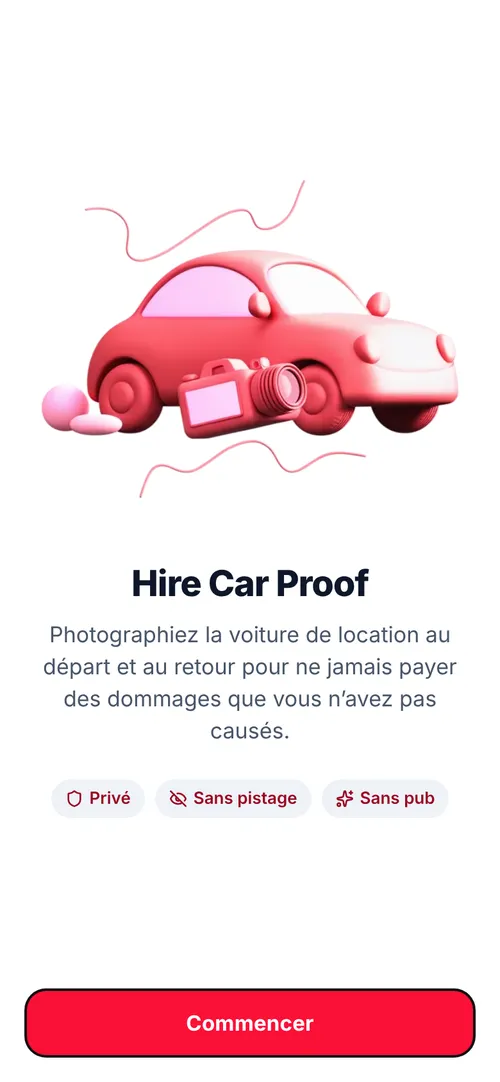 Hire Car Proof
Photographiez la voiture de location au
départ et au retour pour ne jamais payer
des dommages que vous n’avez pas
causés.
Privé
Sans pistage
Sans pub
Commencer